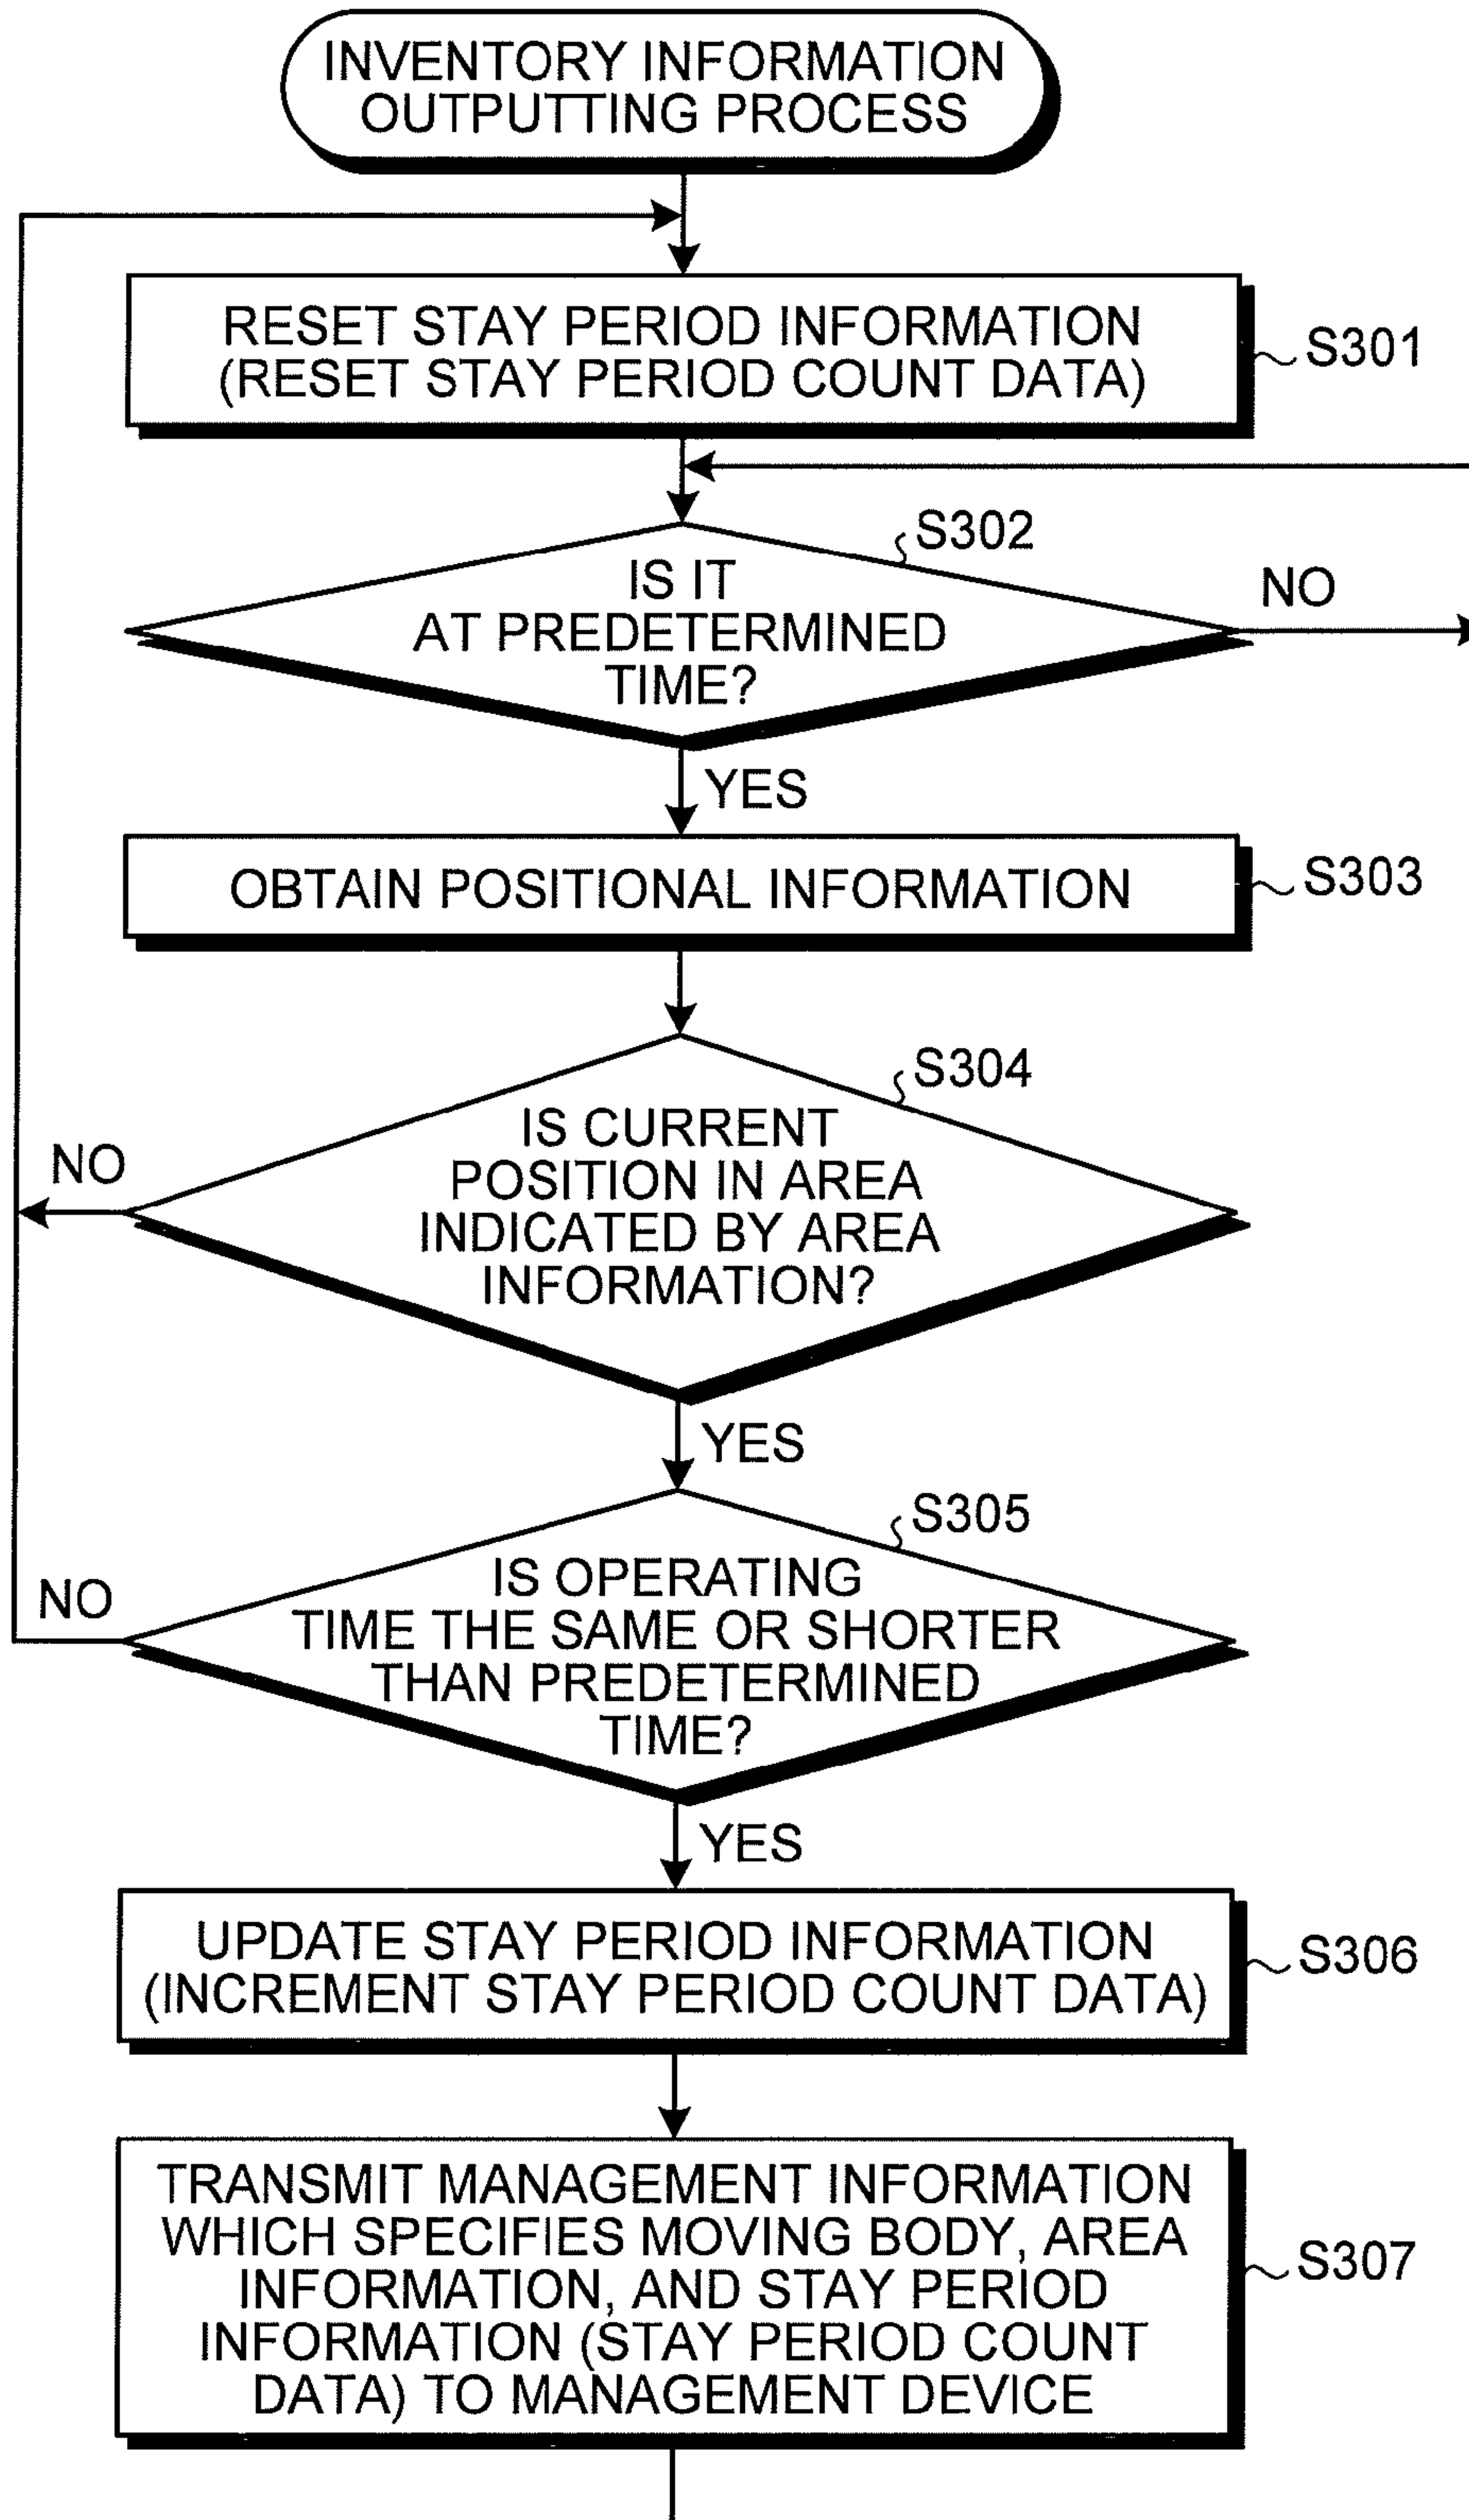 INVENTORY INFORMATION
OUTPUTTING PROCESS
RESET STAY PERIOD INFORMATION
(RESET STAY PERIOD COUNT DATA)
S301
S302
IS IT
AT PREDETERMINED
TIME?
NO
YES
OBTAIN POSITIONAL INFORMATION
S303
S304
IS CURRENT
POSITION IN AREA
INDICATED BY AREA
INFORMATION?
NO
YES
S305
IS OPERATING
TIME THE SAME OR SHORTER
THAN PREDETERMINED
TIME?
NO
YES
UPDATE STAY PERIOD INFORMATION
(INCREMENT STAY PERIOD COUNT DATA)
S306
TRANSMIT MANAGEMENT INFORMATION
WHICH SPECIFIES MOVING BODY, AREA
INFORMATION, AND STAY PERIOD
INFORMATION (STAY PERIOD COUNT
DATA) TO MANAGEMENT DEVICE
S307